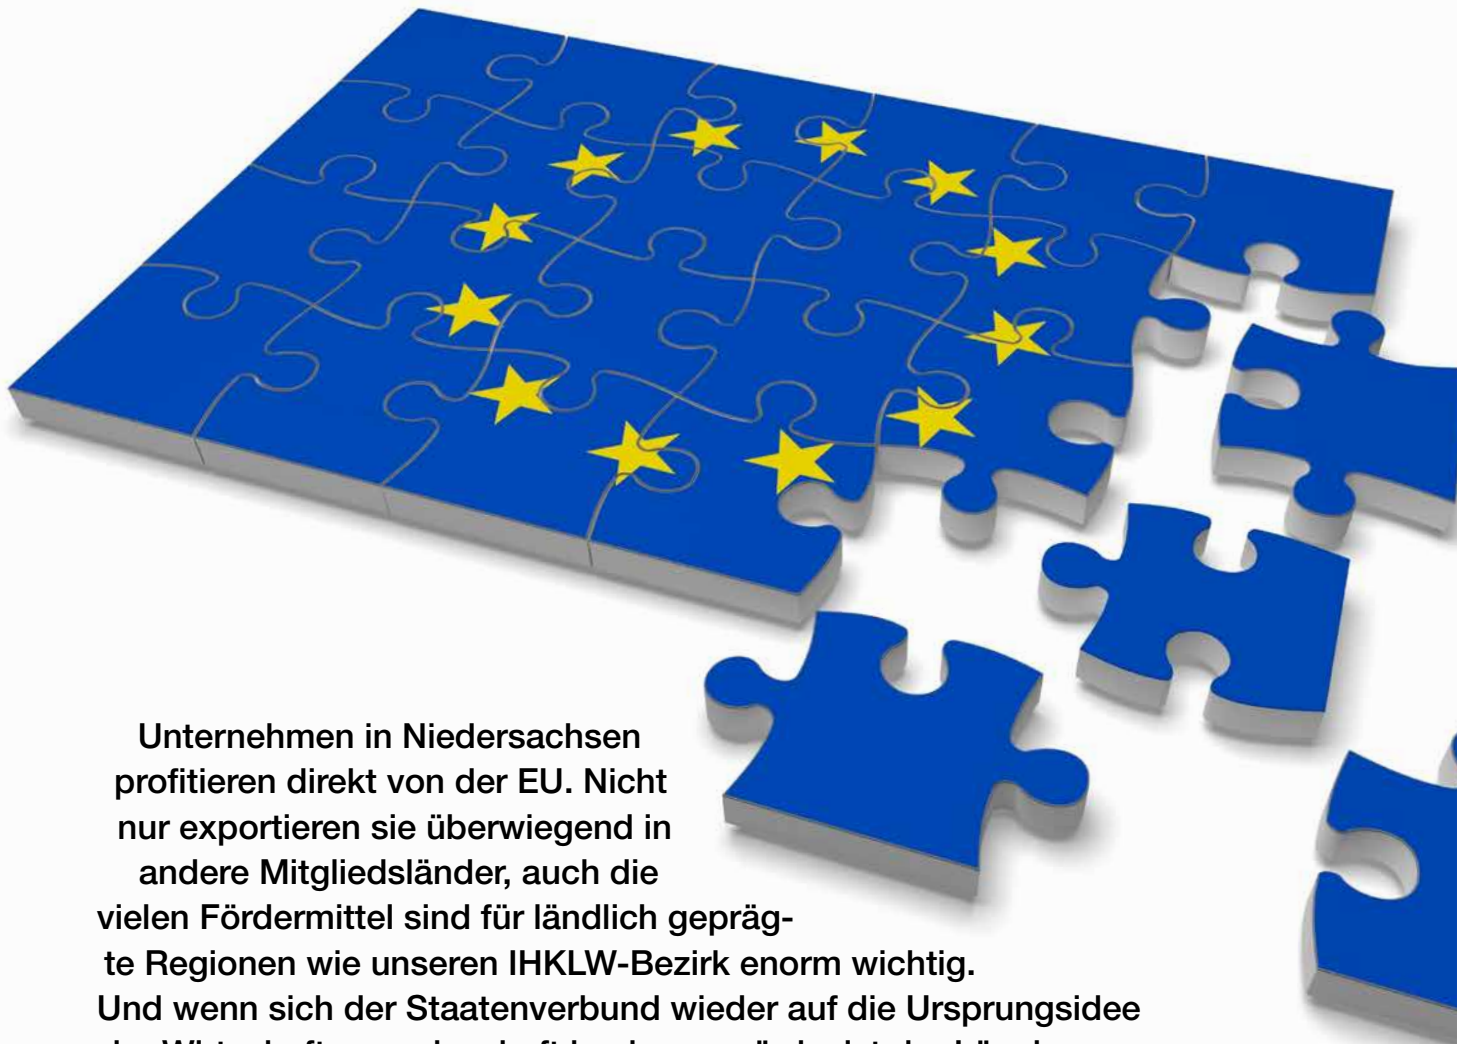 Unternehmen in Niedersachsen
profitieren direkt von der EU. Nicht
nur exportieren sie überwiegend in
andere Mitgliedsländer, auch die
vielen Fördermittel sind für ländlich gepräg-
te Regionen wie unseren IHKLW-Bezirk enorm wichtig.
Und wenn sich der Staatenverbund wieder auf die Ursprungsidee